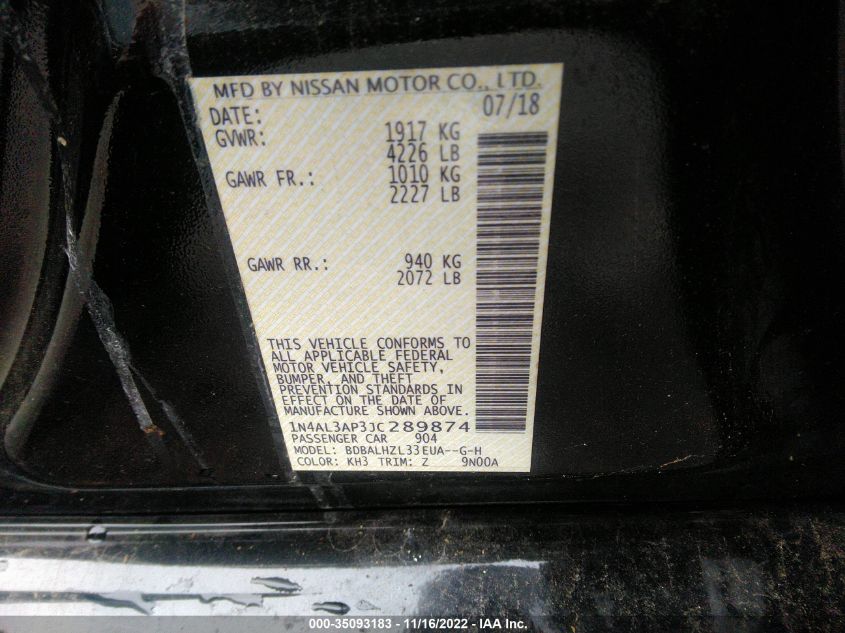 MFD BY NISSAN MOTOR CO., LTD.
DATE: 07/18
GVWR: 1917 KG
4226 LB
GAWR FR.: 1010 KG
2227 LB
GAWR RR.: 940 KG
2072 LB
THIS VEHICLE CONFORMS TO
ALL APPLICABLE FEDERAL
MOTOR VEHICLE SAFETY,
BUMPER, AND THEFT
PREVENTION STANDARDS IN
EFFECT ON THE DATE OF
MANUFACTURE SHOWN ABOVE.
1N4AL3AP3JC289874
PASSENGER CAR 904
MODEL: BDBALHZL33EUA--G-H
COLOR: KH3 TRIM: Z 9N00A
000-35093183 - 11/16/2022 - IAA Inc.